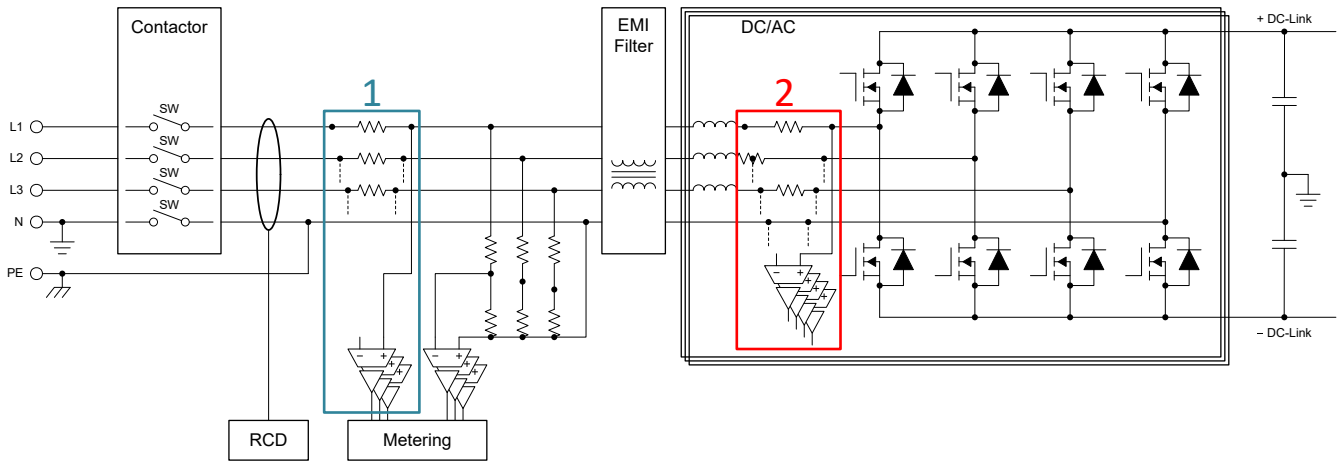 Contactor
EMI
Filter
DC/AC
+ DC-Link
1
2
SW
L1
SW
L2
SW
L3
SW
N
PE
− +
− +
+
+
− DC-Link
− +
+
+
− +
+
+
RCD
Metering